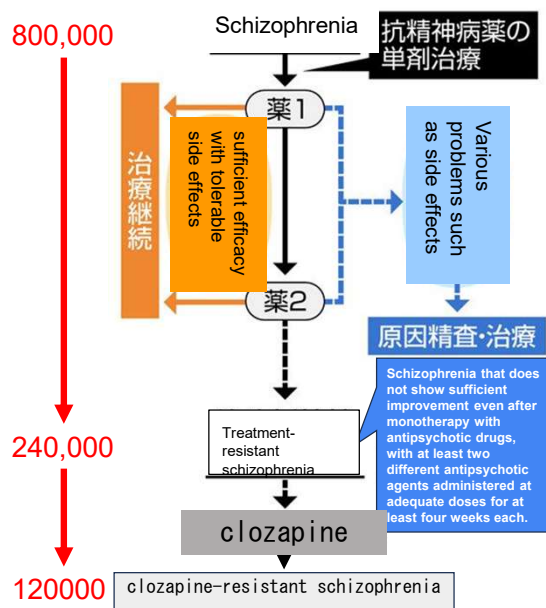 800,000
Schizophrenia
抗精神病薬の
単剤治療
薬1
治療継続
sufficient efficacy
with tolerable
side effects
Various
problems such
as side effects
薬2
原因精査・治療
Schizophrenia that does
not show sufficient
improvement even after
monotherapy with
antipsychotic drugs,
with at least two
different antipsychotic
agents administered at
adequate doses for at
least four weeks each.
240,000
Treatment-
resistant
schizophrenia
clozapine
120000
clozapine-resistant schizophrenia